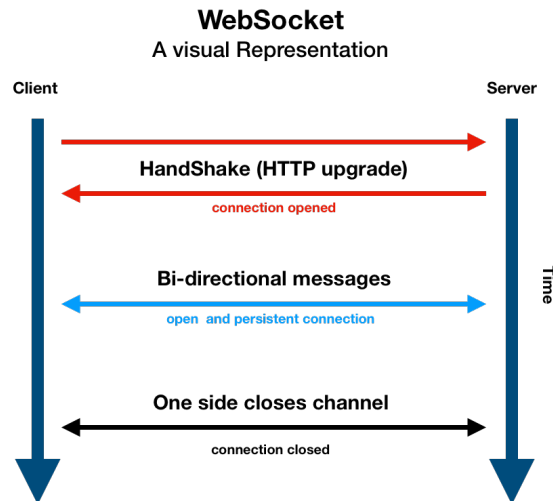 WebSocket
A visual Representation
Client
Server
HandShake (HTTP upgrade)
connection opened
Bi-directional messages
open and persistent connection
Time
One side closes channel
connection closed